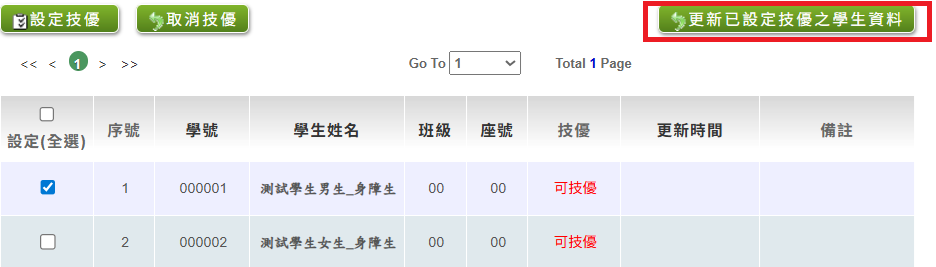 設定技優 取消技優 更新已設定技優之學生資料
<< < 1 > >> Go To 1 Total 1 Page
設定(全選) 序號 學號 學生姓名 班級 座號 技優 更新時間 備註
1 000001 測試學生男生_身障生 00 00 可技優
2 000002 測試學生女生_身障生 00 00 可技優